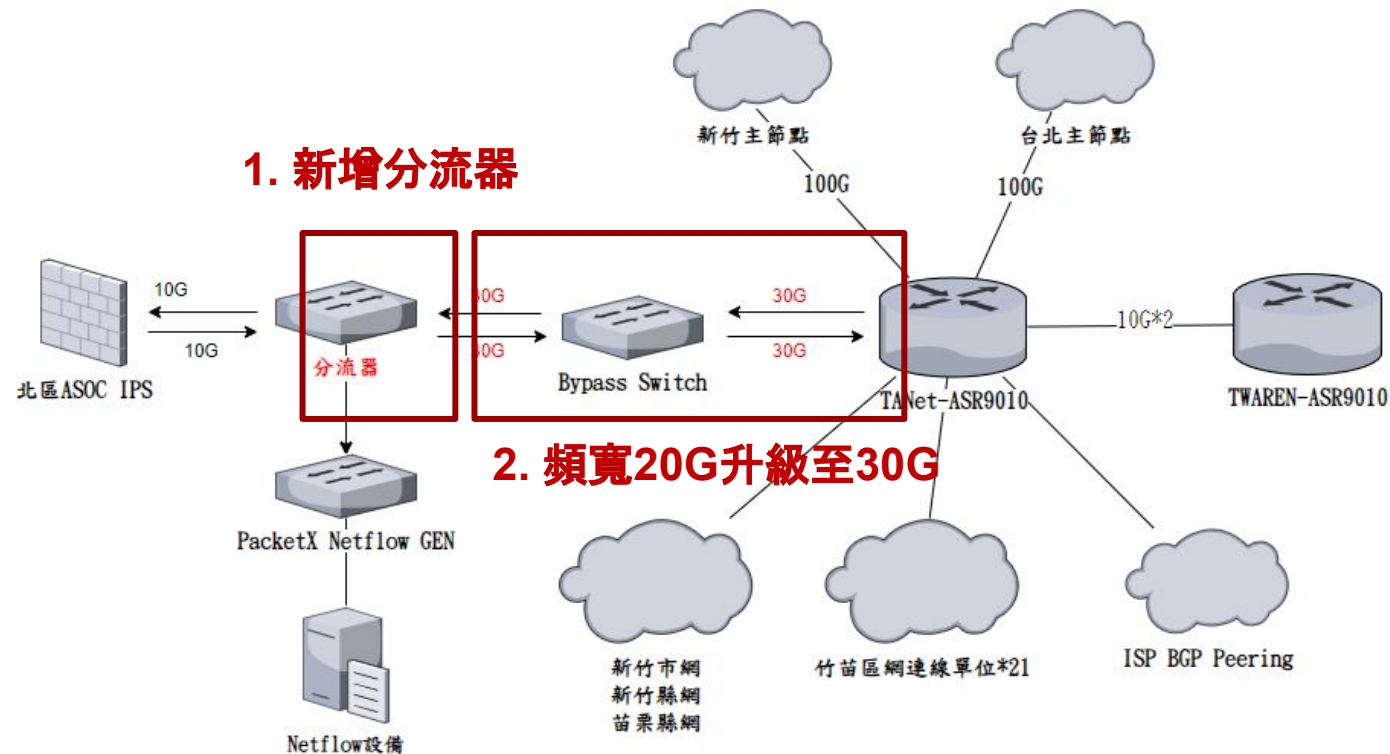 新竹主節點
台北主節點
1. 新增分流器
100G
100G
10G
10G
30G
30G
30G
30G
10G*2
北區ASOC IPS
分流器
Bypass Switch
TANet-ASR9010
TWAREN-ASR9010
2. 頻寬20G升級至30G
PacketX Netflow GEN
新竹市網
新竹縣網
苗栗縣網
竹苗區網連線單位*21
ISP BGP Peering
Netflow設備